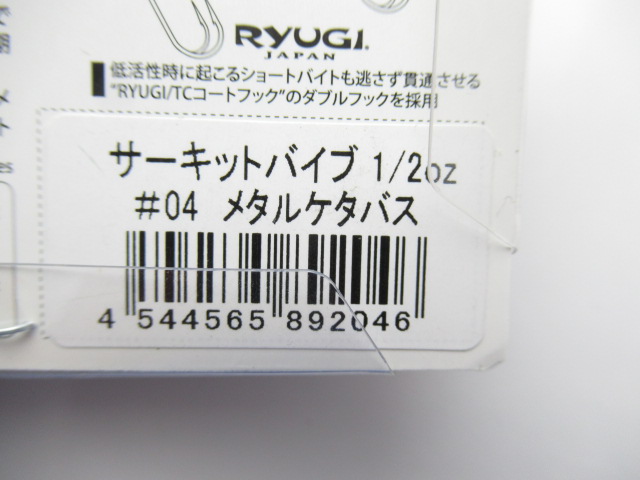 RYUGI.
JAPAN
低活性時に起こるショートバイトも逃さず貫通させる
"RYUGI/TCコートフック"のダブルフックを採用
サーキットバイブ 1/2oz
#04 メタルケタバス
4 544565 892046